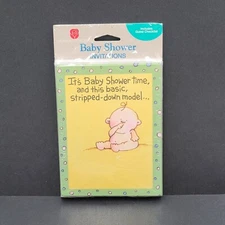 Baby Shower
INVITATIONS
It's Baby Shower time,
and this basic,
stripped-down model...